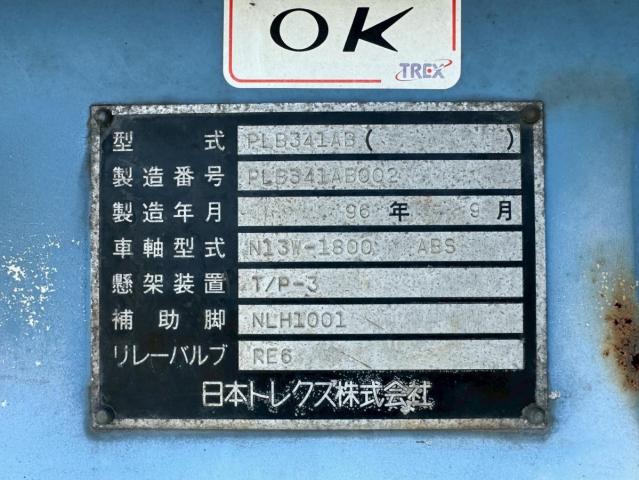 OK
TREX
型式 PLB341AB ( )
製造番号 PLB341AB002
製造年月 96年 9月
車軸型式 N13W-1800 ABS
懸架装置 T/P-3
補助脚 NLH1001
リレーバルブ RE6
日本トレクス株式会社